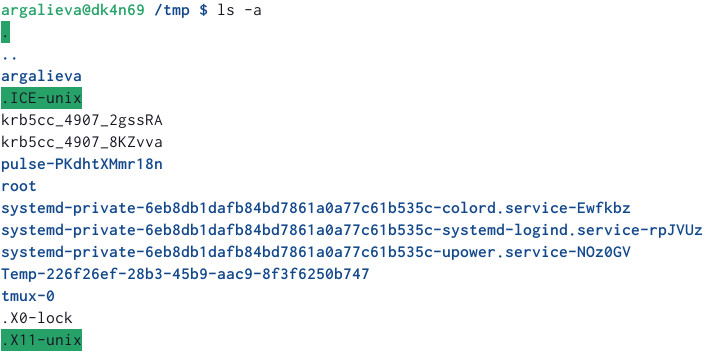 argalieva@dk4n69 /tmp $ ls -a
.
..
argalieva
.ICE-unix
krb5cc_4907_2gssRA
krb5cc_4907_8KZvva
pulse-PKdhtXMmr18n
root
systemd-private-6eb8db1dafb84bd7861a0a77c61b535c-colord.service-Ewfkbz
systemd-private-6eb8db1dafb84bd7861a0a77c61b535c-systemd-logind.service-rpJVUz
systemd-private-6eb8db1dafb84bd7861a0a77c61b535c-upower.service-NOz0GV
Temp-226f26ef-28b3-45b9-aac9-8f3f6250b747
tmux-0
.X0-lock
.X11-unix